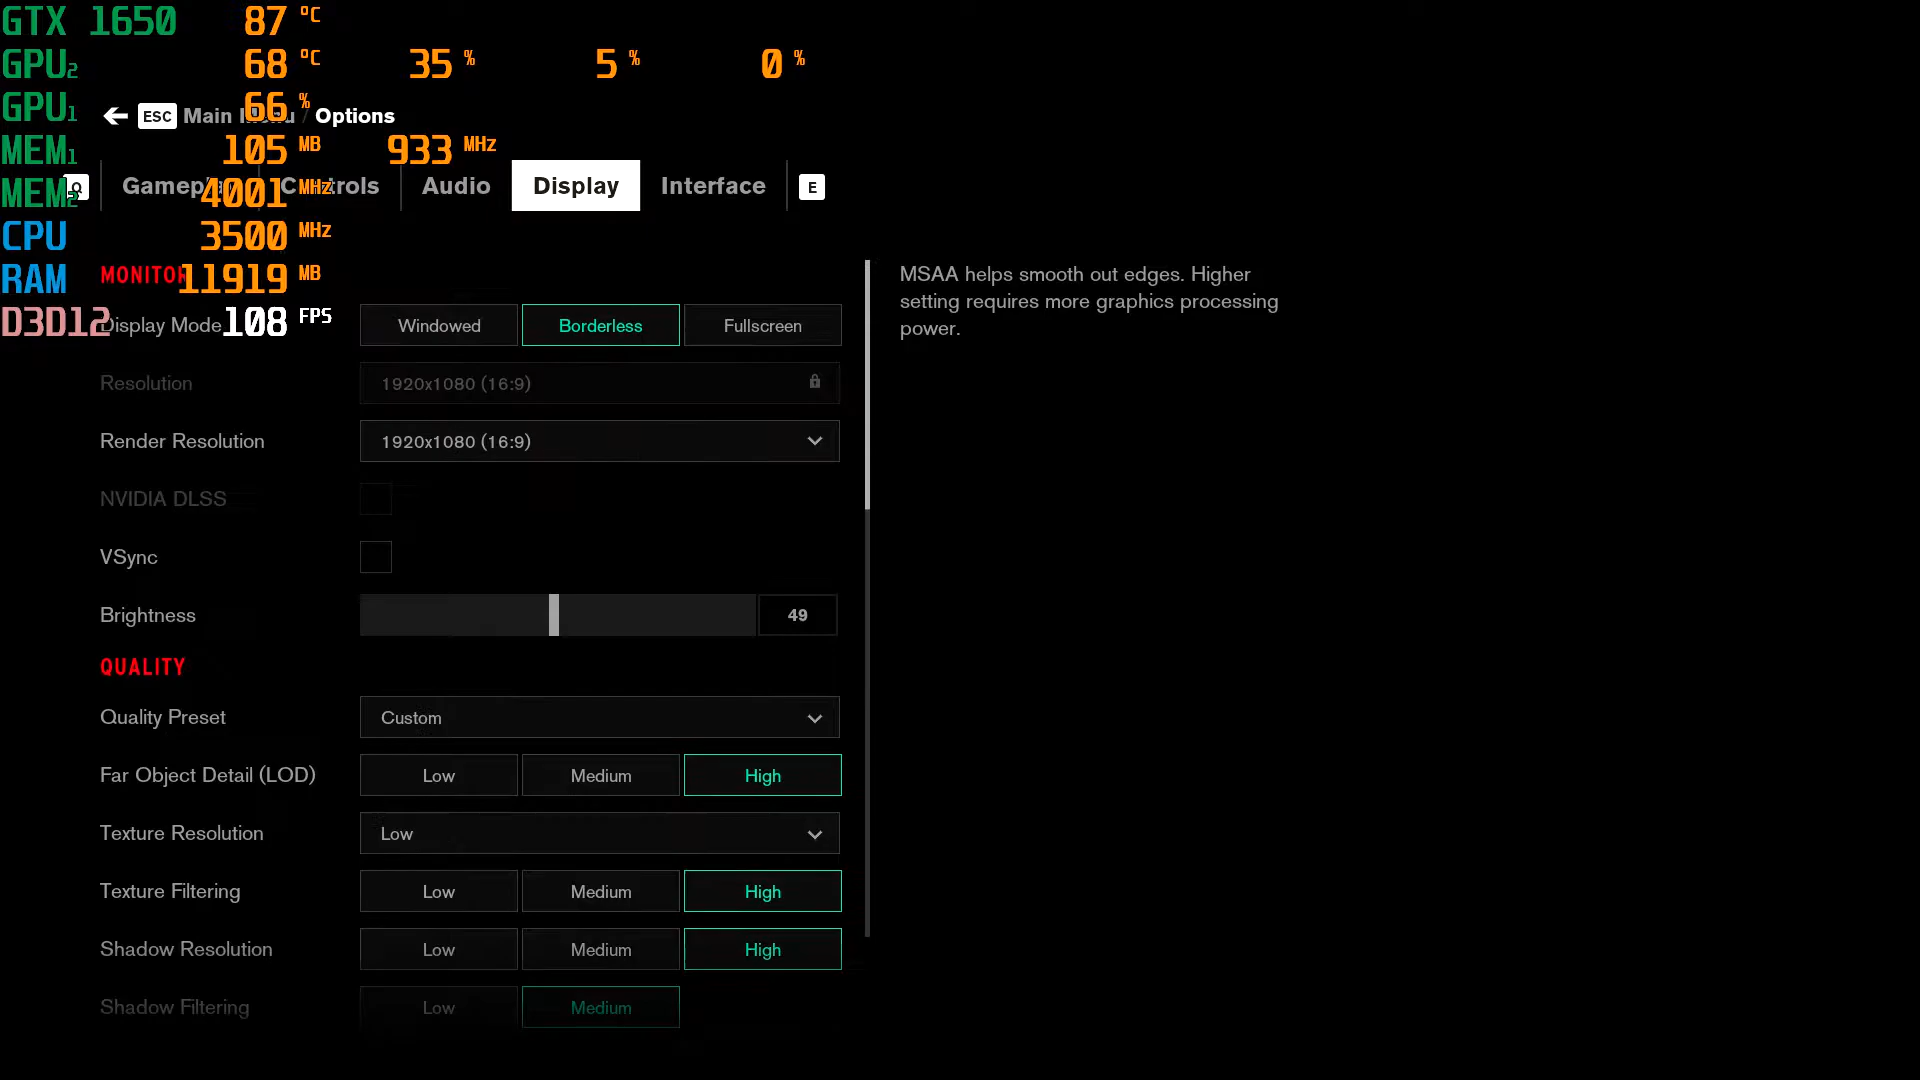 GTX 1650 87 °C
GPU2 68 °C 35 % 5 % 0 %
GPU1 66 %
ESC Main Menu / Options
MEM1 105 MB 933 MHz
MEM2 4001 MHz
Q Gameplay Controls Audio Display Interface E
CPU 3500 MHz
RAM 11919 MB
MONITOR
D3D12 108 FPS
Display Mode Windowed Borderless Fullscreen
Resolution 1920x1080 (16:9)
Render Resolution 1920x1080 (16:9)
NVIDIA DLSS
VSync
Brightness 49
QUALITY
Quality Preset Custom
Far Object Detail (LOD) Low Medium High
Texture Resolution Low
Texture Filtering Low Medium High
Shadow Resolution Low Medium High
Shadow Filtering Low Medium
MSAA helps smooth out edges. Higher
setting requires more graphics processing
power.